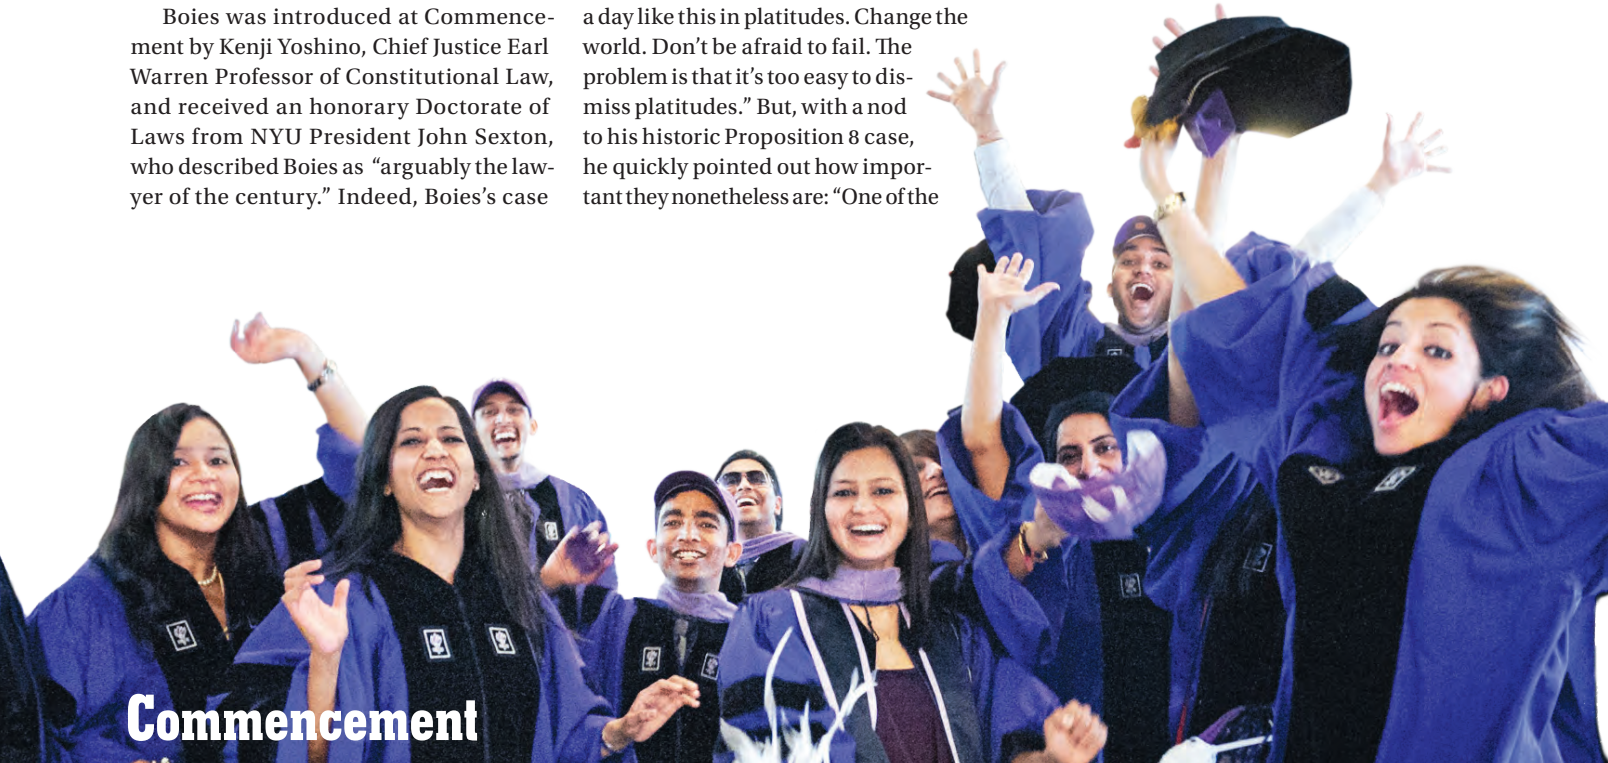 Boies was introduced at Commence-
ment by Kenji Yoshino, Chief Justice Earl
Warren Professor of Constitutional Law,
and received an honorary Doctorate of
Laws from NYU President John Sexton,
who described Boies as “arguably the law-
yer of the century.” Indeed, Boies’s case
a day like this in platitudes. Change the
world. Don’t be afraid to fail. The
problem is that it’s too easy to dis-
miss platitudes.” But, with a nod
to his historic Proposition 8 case,
he quickly pointed out how impor-
tant they nonetheless are: “One of the
Commencement